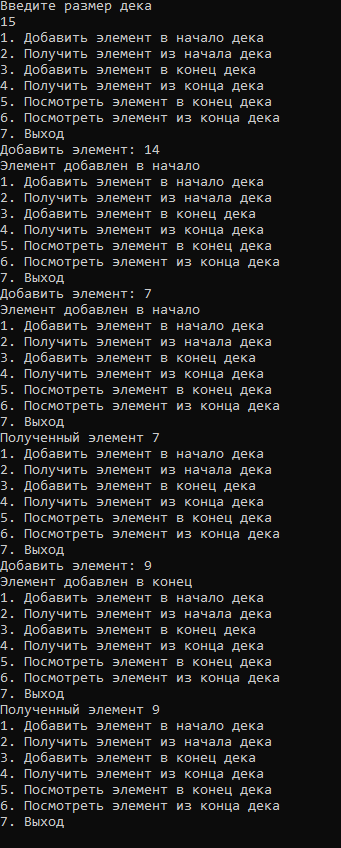 Введите размер дека
15
1. Добавить элемент в начало дека
2. Получить элемент из начала дека
3. Добавить элемент в конец дека
4. Получить элемент из конца дека
5. Посмотреть элемент в конец дека
6. Посмотреть элемент из конца дека
7. Выход
Добавить элемент: 14
Элемент добавлен в начало
1. Добавить элемент в начало дека
2. Получить элемент из начала дека
3. Добавить элемент в конец дека
4. Получить элемент из конца дека
5. Посмотреть элемент в конец дека
6. Посмотреть элемент из конца дека
7. Выход
Добавить элемент: 7
Элемент добавлен в начало
1. Добавить элемент в начало дека
2. Получить элемент из начала дека
3. Добавить элемент в конец дека
4. Получить элемент из конца дека
5. Посмотреть элемент в конец дека
6. Посмотреть элемент из конца дека
7. Выход
Полученный элемент 7
1. Добавить элемент в начало дека
2. Получить элемент из начала дека
3. Добавить элемент в конец дека
4. Получить элемент из конца дека
5. Посмотреть элемент в конец дека
6. Посмотреть элемент из конца дека
7. Выход
Добавить элемент: 9
Элемент добавлен в конец
1. Добавить элемент в начало дека
2. Получить элемент из начала дека
3. Добавить элемент в конец дека
4. Получить элемент из конца дека
5. Посмотреть элемент в конец дека
6. Посмотреть элемент из конца дека
7. Выход
Полученный элемент 9
1. Добавить элемент в начало дека
2. Получить элемент из начала дека
3. Добавить элемент в конец дека
4. Получить элемент из конца дека
5. Посмотреть элемент в конец дека
6. Посмотреть элемент из конца дека
7. Выход